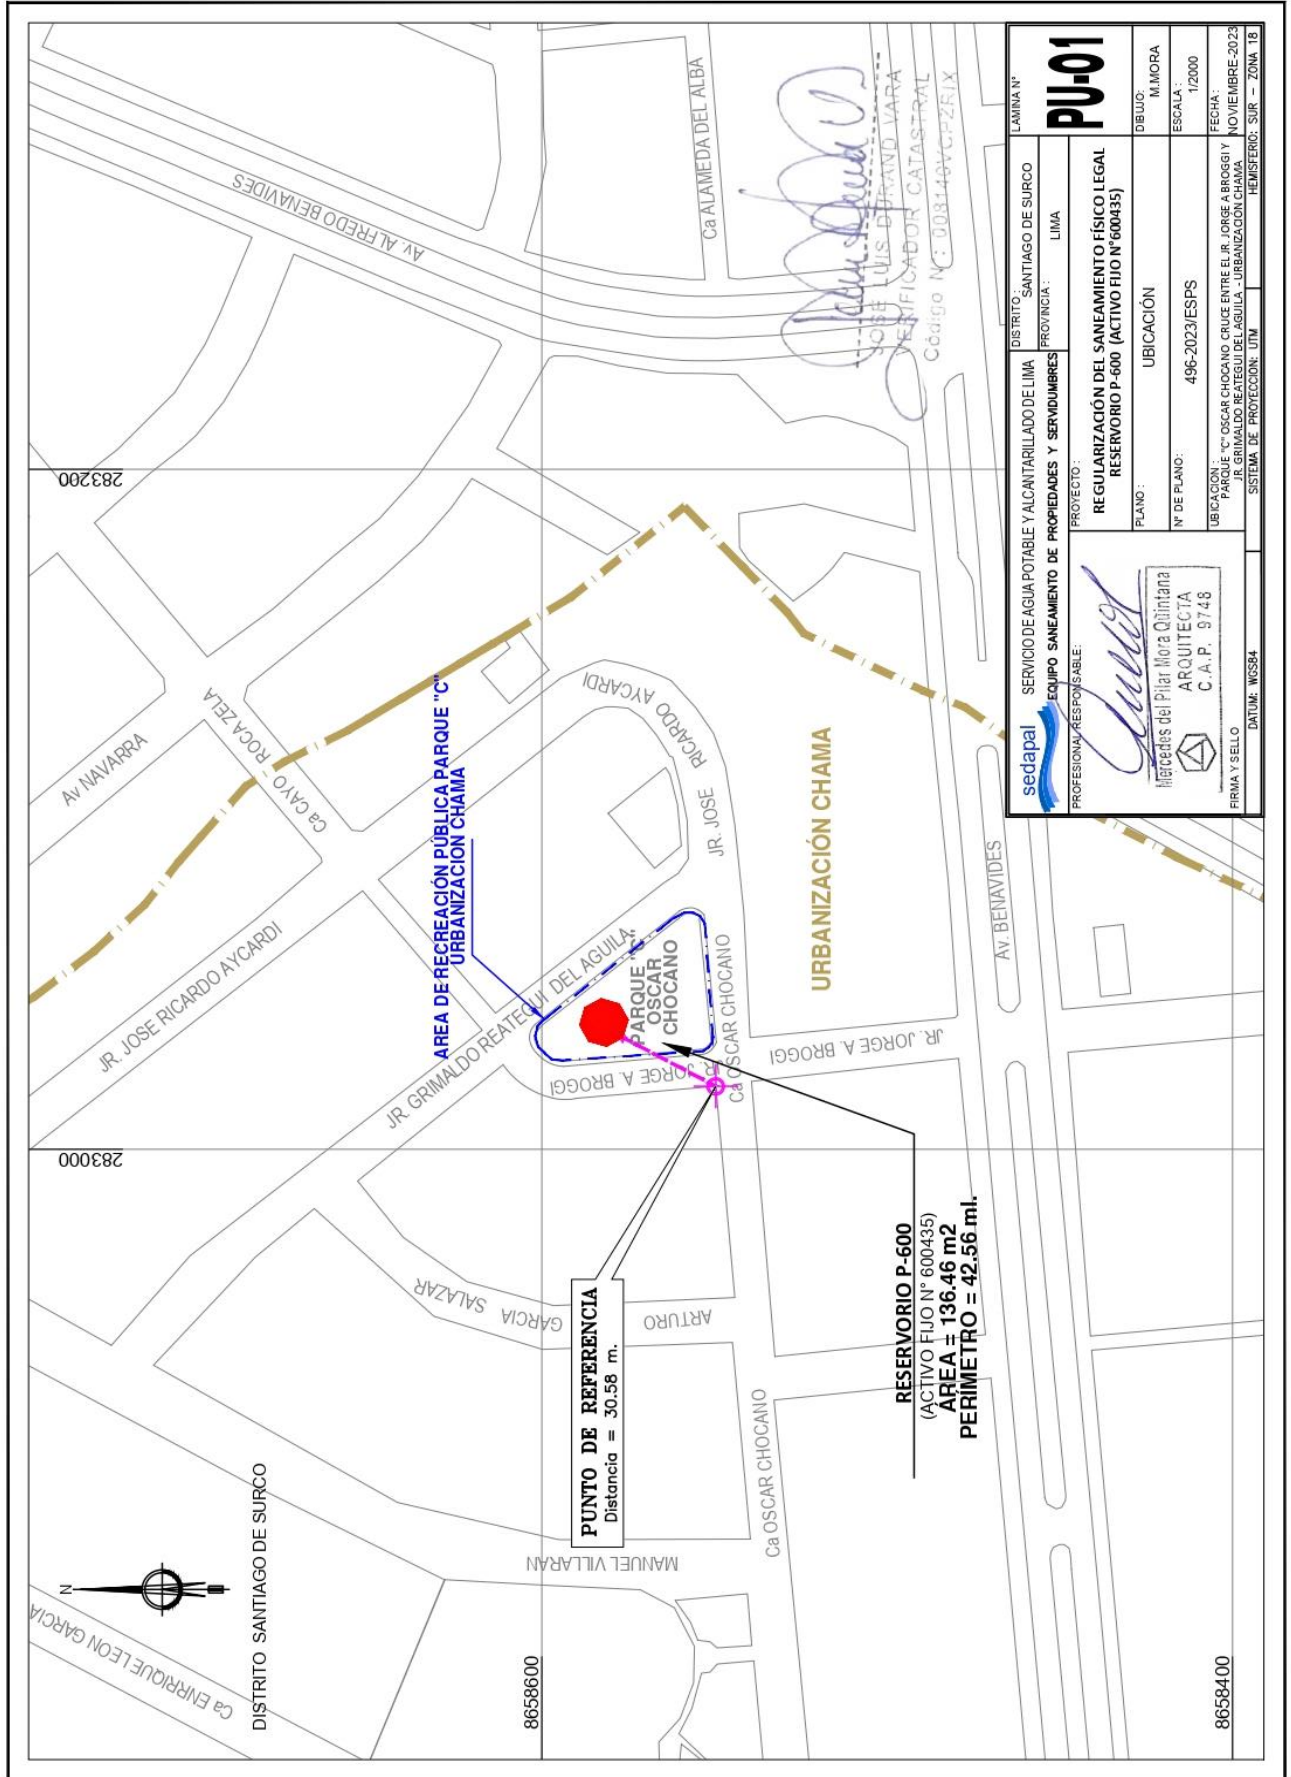 N
Ca ENRRIQUE LEON GARCIA
DISTRITO SANTIAGO DE SURCO
8658600
8658400
283000
283200
MANUEL VILLARAN
Ca OSCAR CHOCANO
ARTURO GARCIA SALAZAR
PUNTO DE REFERENCIA
Distancia = 30.58 m.
RESERVORIO P-600
(ACTIVO FIJO N° 600435)
ÁREA = 136.46 m2
PERÍMETRO = 42.56 ml.
JR. JOSE RICARDO AYCARDI
JR. GRIMALDO REATEGUI DEL AGUILA
JR. JORGE A. BROGGI
Ca OSCAR CHOCANO
JR. JORGE A. BROGGI
PARQUE "C"
OSCAR
CHOCANO
AREA DE RECREACIÓN PÚBLICA PARQUE "C"
URBANIZACION CHAMA
Av NAVARRA
Ca CAYO - ROCA ZELA
JR. JOSE RICARDO AYCARDI
URBANIZACIÓN CHAMA
Av. BENAVIDES
Av. ALFREDO BENAVIDES
Ca ALAMEDA DEL ALBA
JOSE LUIS DURAND VARA
VERIFICADOR CATASTRAL
Código N°: 008140VCPZRIX
sedapal
SERVICIO DE AGUA POTABLE Y ALCANTARILLADO DE LIMA
EQUIPO SANEAMIENTO DE PROPIEDADES Y SERVIDUMBRES
DISTRITO:
SANTIAGO DE SURCO
PROVINCIA:
LIMA
LAMINA N°
PU-01
PROFESIONAL RESPONSABLE:
Mercedes del Pilar Mora Quintana
ARQUITECTA
C.A.P. 9748
FIRMA Y SELLO
PROYECTO:
REGULARIZACIÓN DEL SANEAMIENTO FÍSICO LEGAL
RESERVORIO P-600 (ACTIVO FIJO N°600435)
PLANO:
UBICACIÓN
N° DE PLANO:
496-2023/ESPS
UBICACION:
PARQUE "C" OSCAR CHOCANO CRUCE ENTRE EL JR. JORGE A BROGGI Y
JR. GRIMALDO REATEGUI DEL AGUILA - URBANIZACIÓN CHAMA
DIBUJO:
M.MORA
ESCALA:
1/2000
FECHA:
NOVIEMBRE-2023
DATUM: WGS84
SISTEMA DE PROYECCION: UTM
HEMISFERIO: SUR - ZONA 18